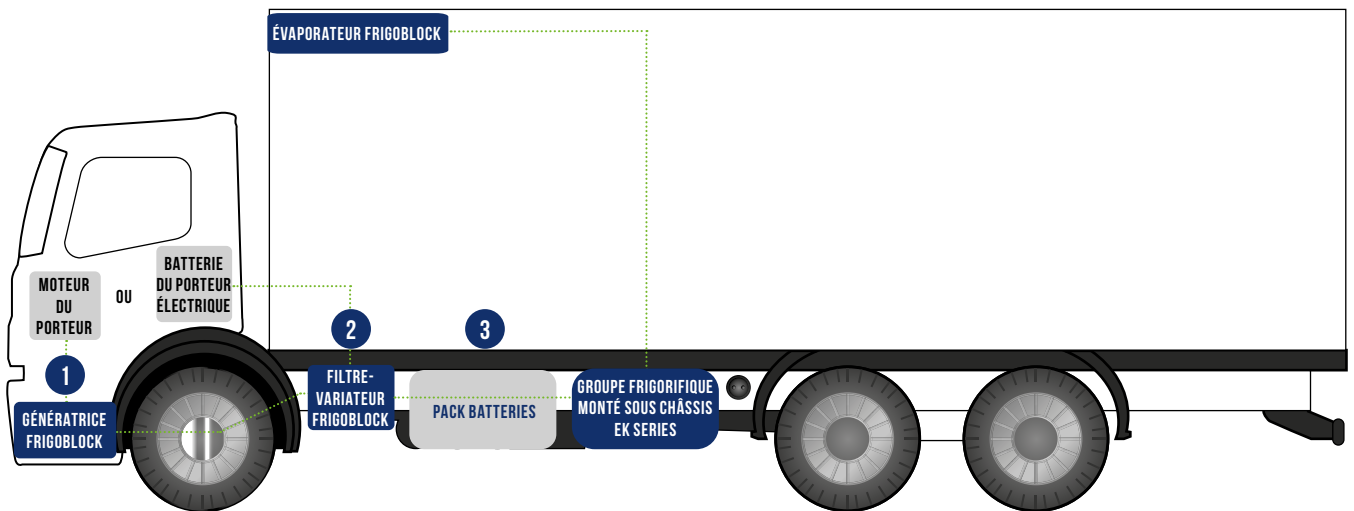 ÉVAPORATEUR FRIGOBLOCK
BATTERIE
DU PORTEUR
ÉLECTRIQUE
OU
MOTEUR
DU
PORTEUR
1
GÉNÉRATRICE
FRIGOBLOCK
2
FILTRE-
VARIATEUR
FRIGOBLOCK
3
PACK BATTERIES
GROUPE FRIGORIFIQUE
MONTÉ SOUS CHÂSSIS
EK SERIES